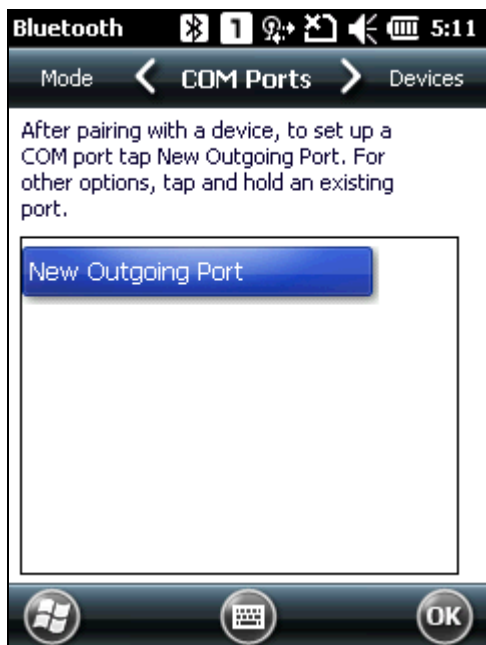 Bluetooth 1 5:11
Mode COM Ports Devices
After pairing with a device, to set up a
COM port tap New Outgoing Port. For
other options, tap and hold an existing
port.
New Outgoing Port
OK